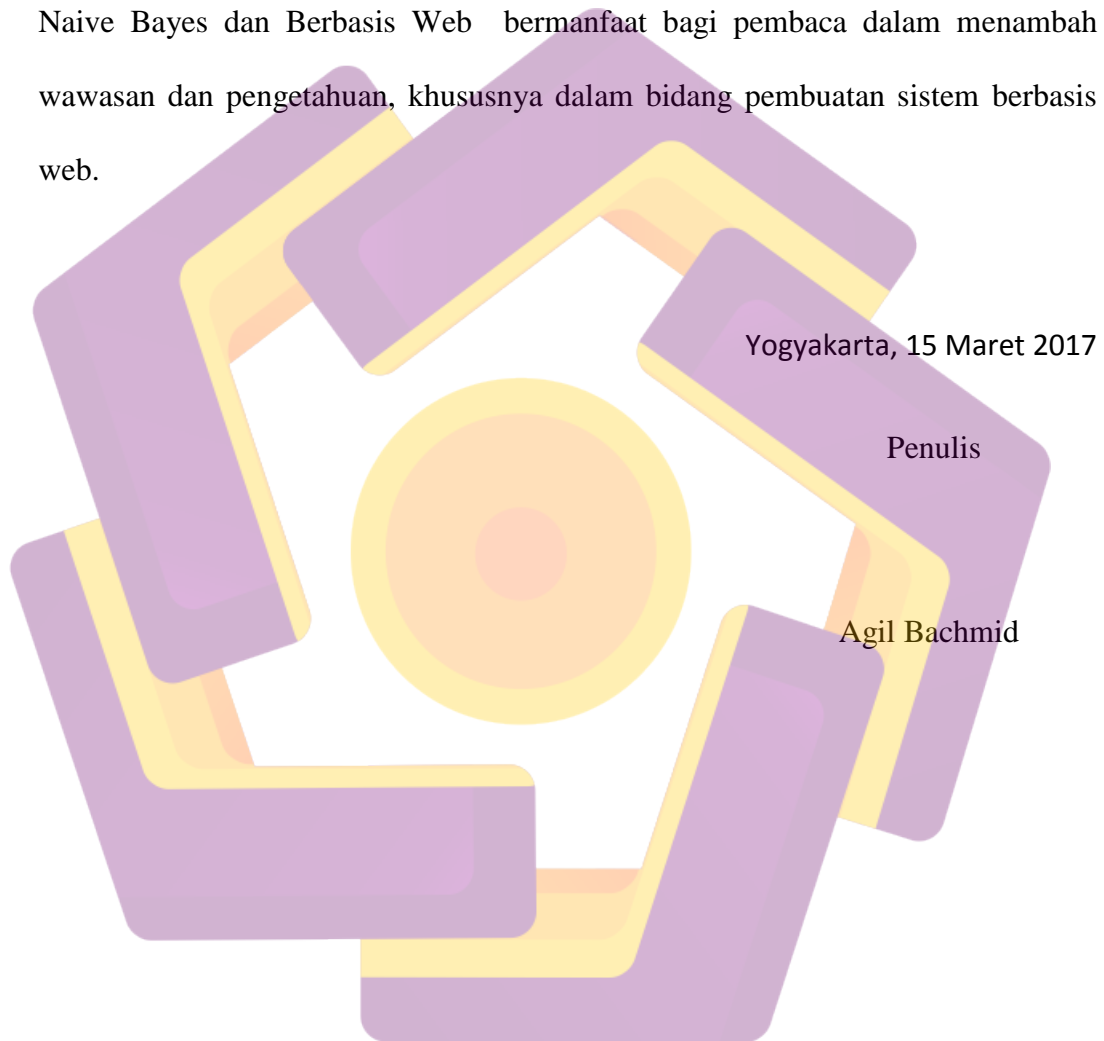 Naive Bayes dan Berbasis Web bermanfaat bagi pembaca dalam menambah
wawasan dan pengetahuan, khususnya dalam bidang pembuatan sistem berbasis
web.
Yogyakarta, 15 Maret 2017
Penulis
Agil Bachmid